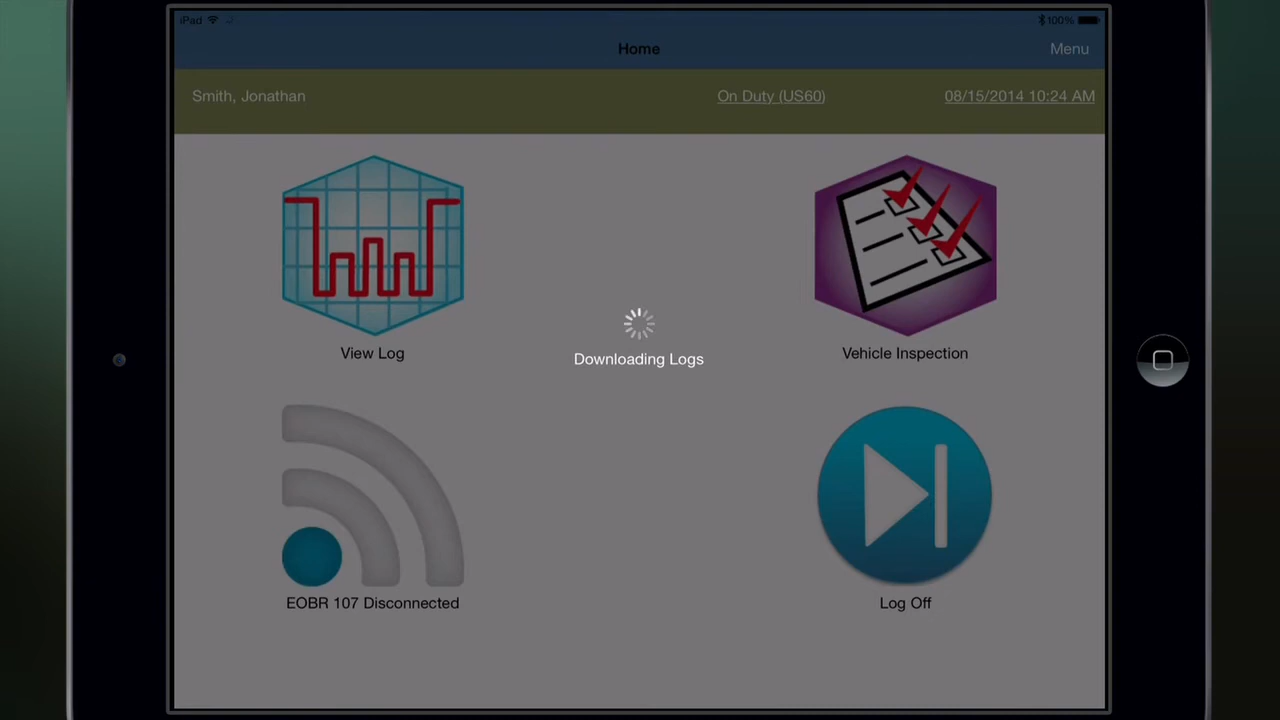 iPad 100%
Home Menu
Smith, Jonathan On Duty (US60) 08/15/2014 10:24 AM
View Log Vehicle Inspection
Downloading Logs
EOBR 107 Disconnected Log Off